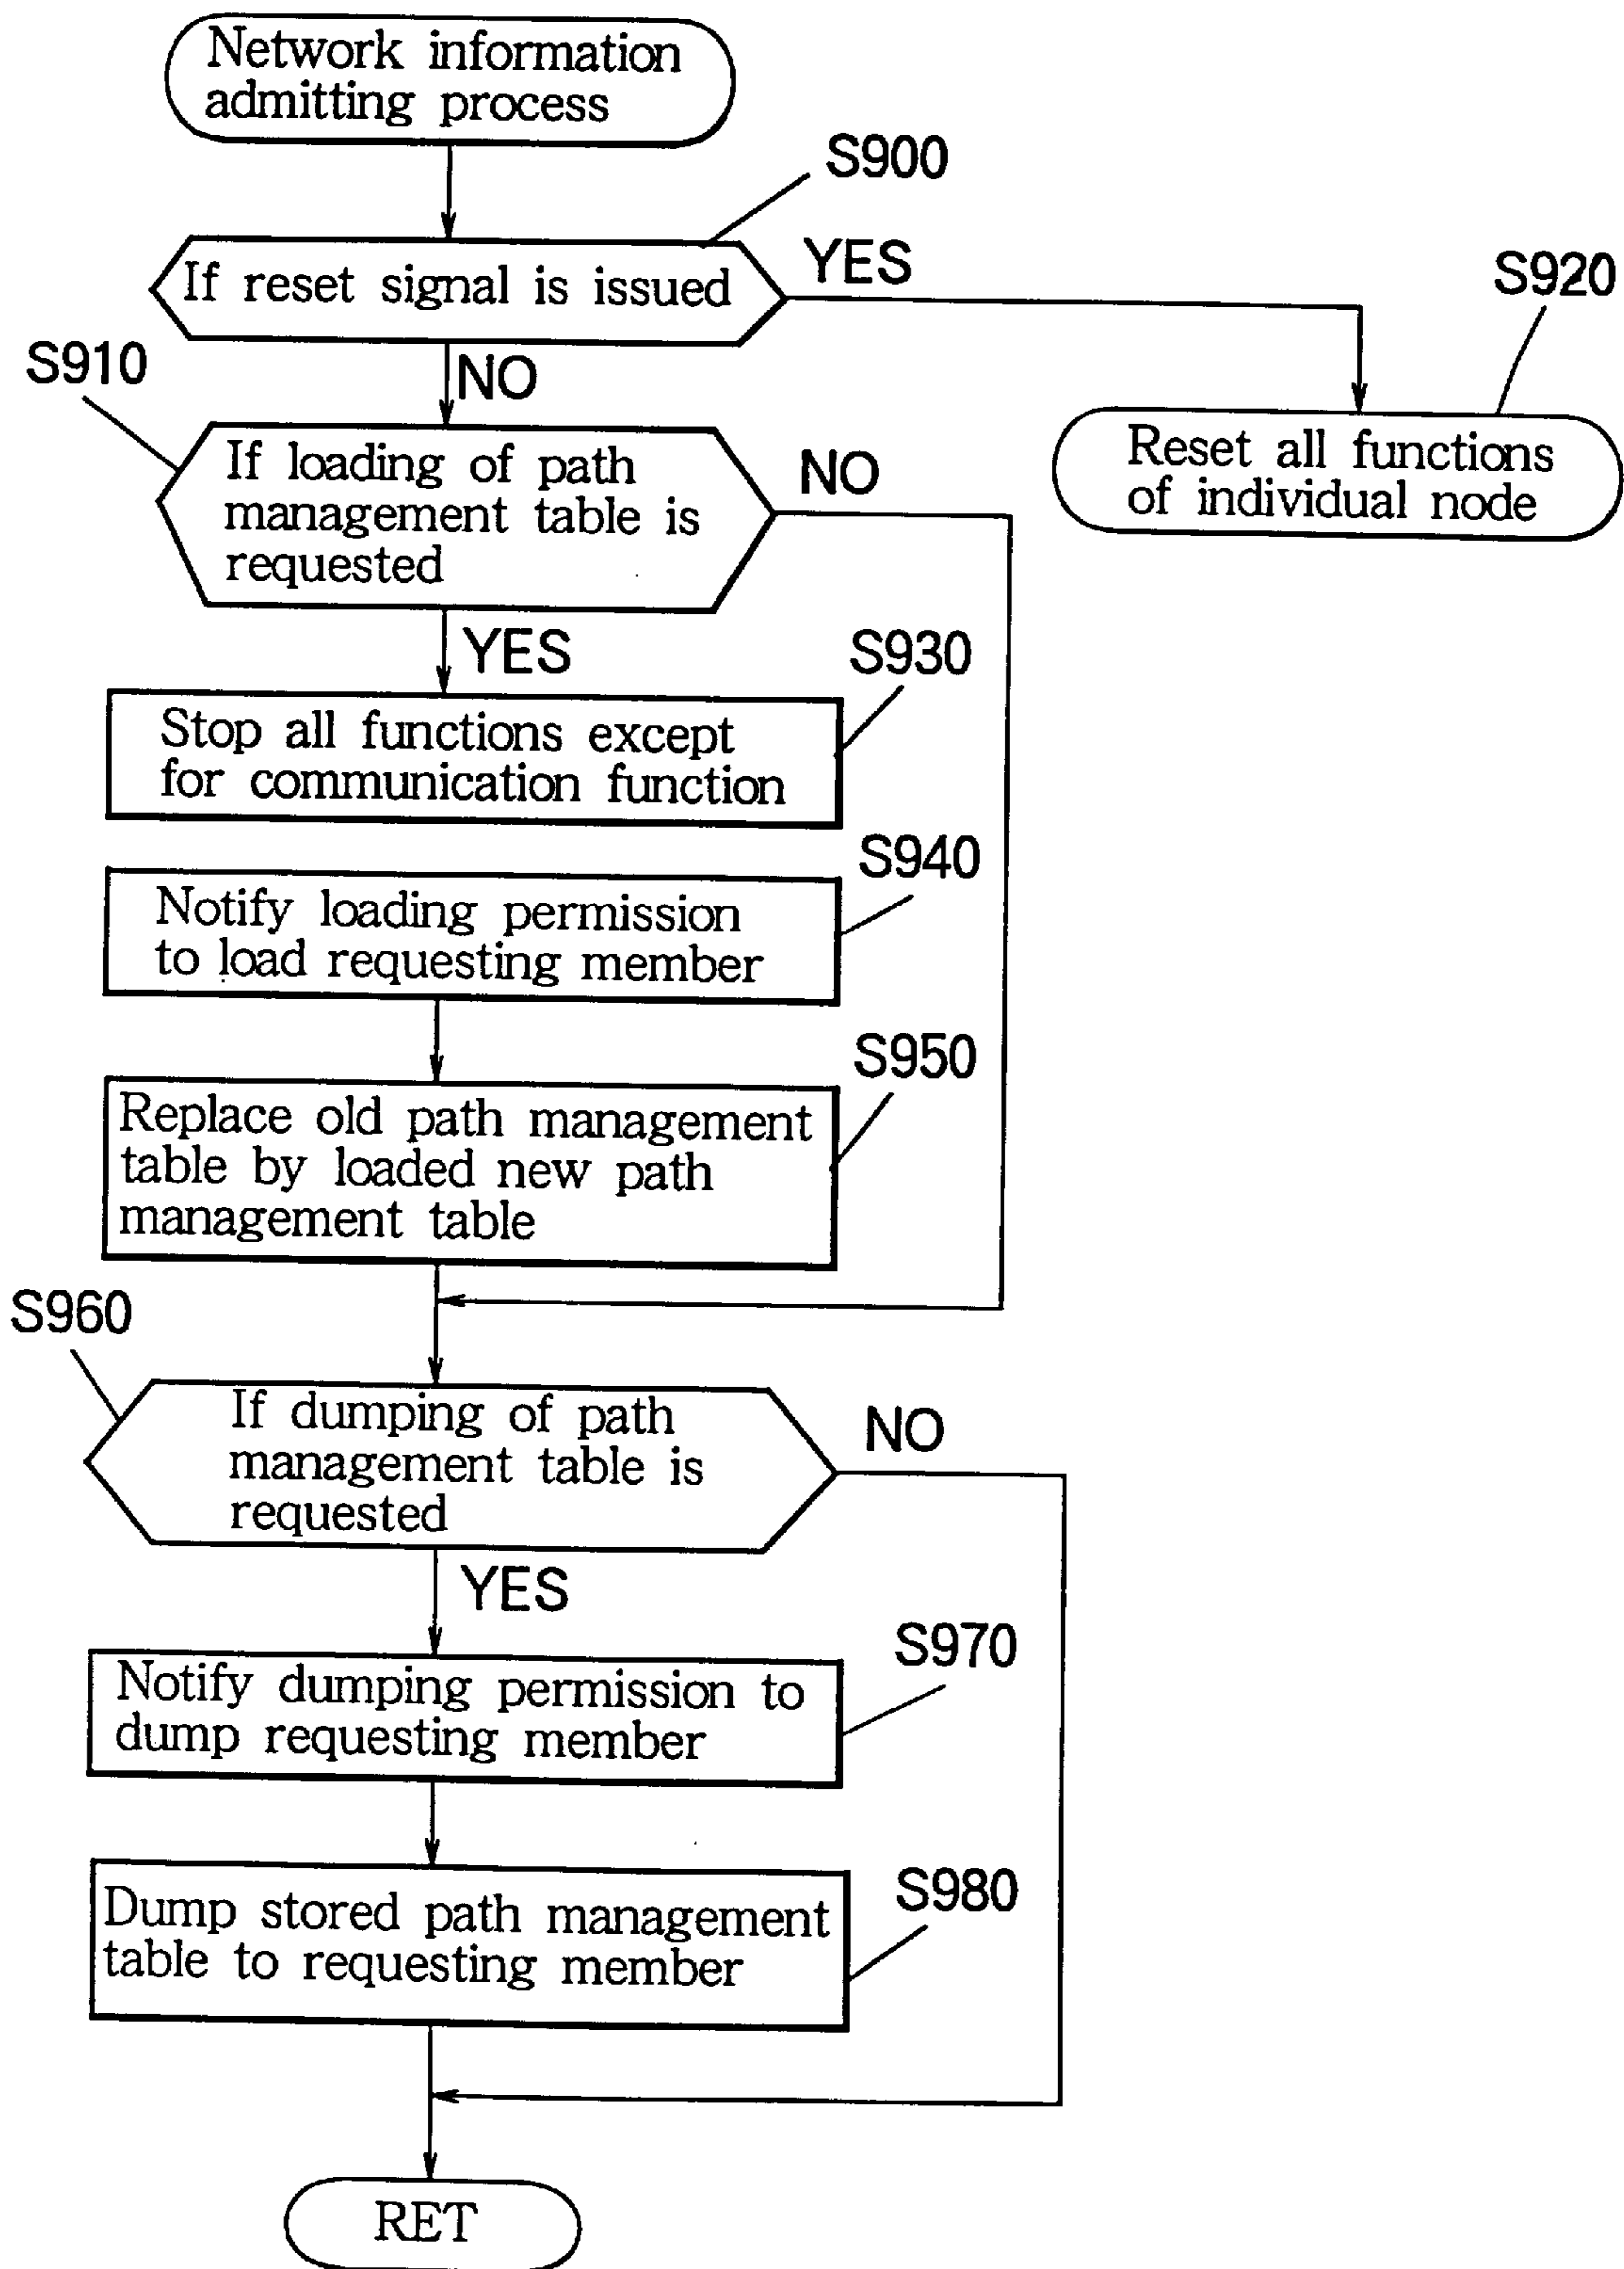 Network information
admitting process
S900
If reset signal is issued
YES
S920
NO
Reset all functions
of individual node
S910
If loading of path
management table is
requested
NO
YES
S930
Stop all functions except
for communication function
S940
Notify loading permission
to load requesting member
S950
Replace old path management
table by loaded new path
management table
S960
If dumping of path
management table is
requested
NO
YES
S970
Notify dumping permission to
dump requesting member
S980
Dump stored path management
table to requesting member
RET